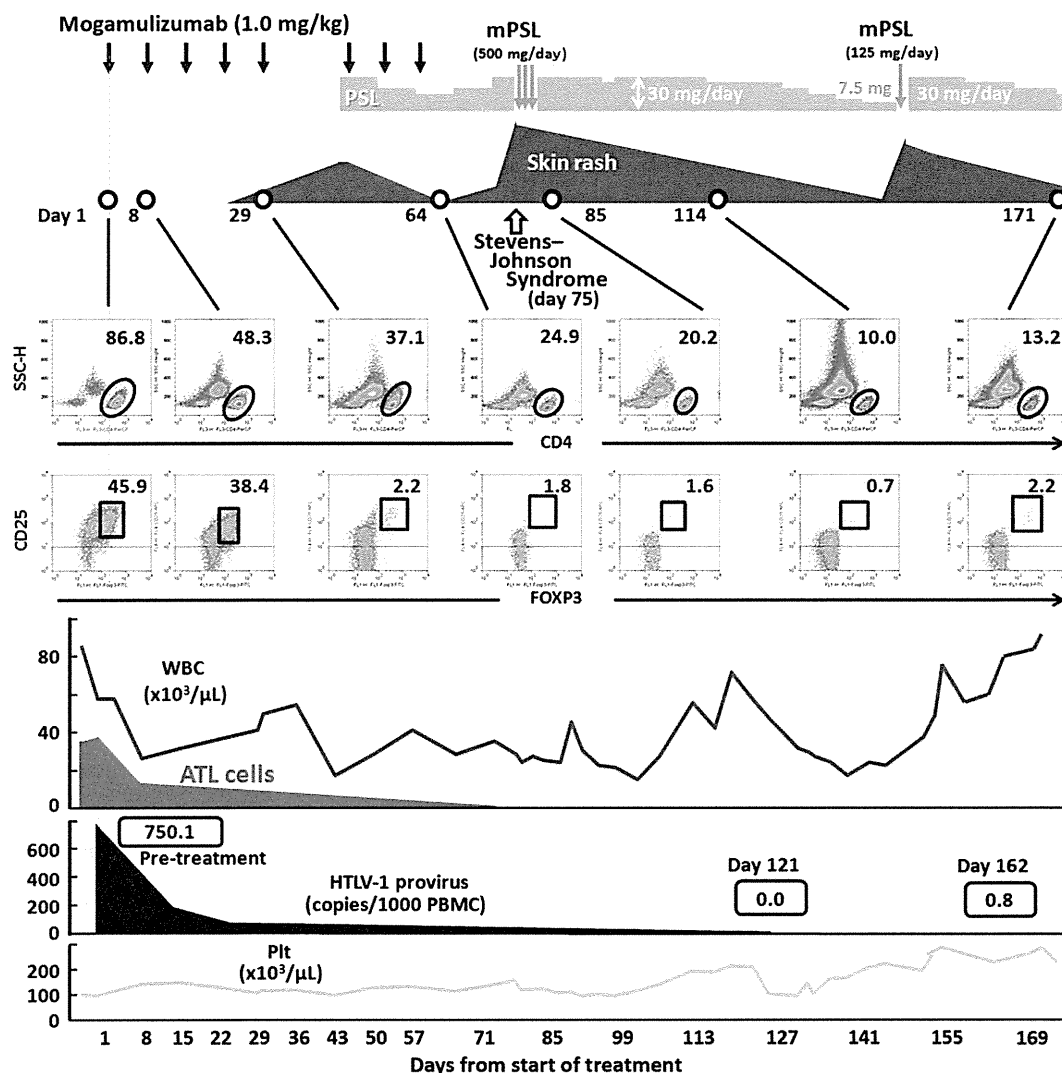 Mogamulizumab (1.0 mg/kg)
mPSL
(500 mg/day)
mPSL
(125 mg/day)
PSL
30 mg/day
7.5 mg
30 mg/day
Skin rash
Day 1
8
29
64
85
114
171
Stevens–
Johnson
Syndrome
(day 75)
SSC-H
86.8
48.3
37.1
24.9
20.2
10.0
13.2
CD4
CD25
45.9
38.4
2.2
1.8
1.6
0.7
2.2
FOXP3
80
40
0
WBC
(x10³/μL)
ATL cells
600
400
200
0
750.1
Pre-treatment
HTLV-1 provirus
(copies/1000 PBMC)
Day 121
0.0
Day 162
0.8
200
100
0
Plt
(x10³/μL)
1 8 15 22 29 36 43 50 57 71 85 99 113 127 141 155 169
Days from start of treatment